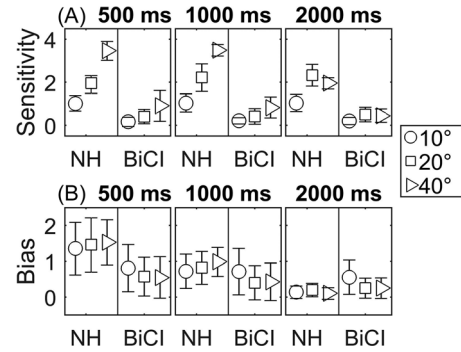 (A) 500 ms 1000 ms 2000 ms
Sensitivity
4
2
0
NH BiCI NH BiCI NH BiCI
10°
20°
40°
(B) 500 ms 1000 ms 2000 ms
Bias
2
1
0
NH BiCI NH BiCI NH BiCI